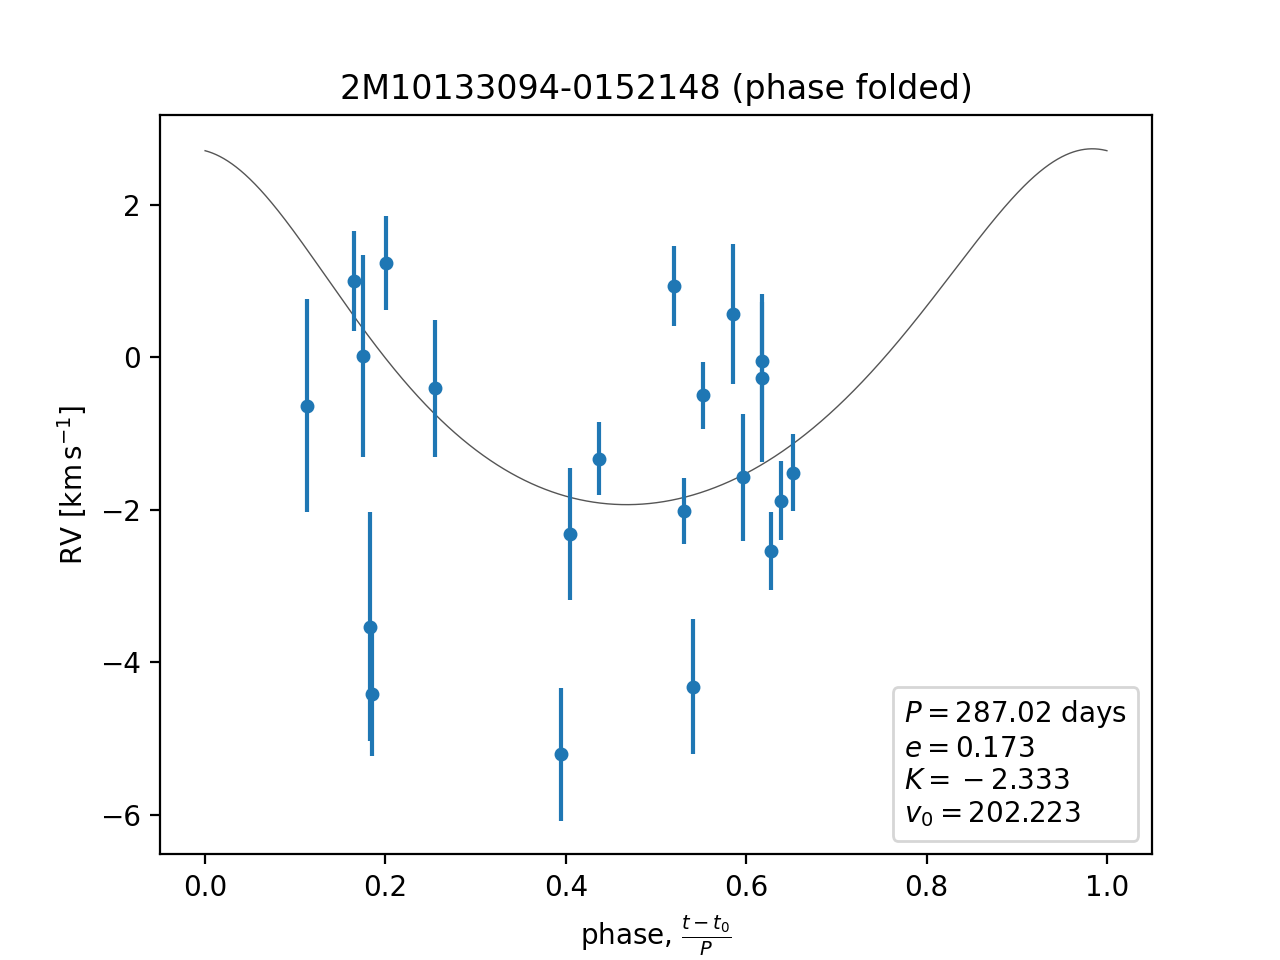 2M10133094-0152148 (phase folded)
RV [km s⁻¹]
2
0
−2
−4
−6
P = 287.02 days
e = 0.173
K = −2.333
v₀ = 202.223
0.0 0.2 0.4 0.6 0.8 1.0
phase, (t − t₀)/P